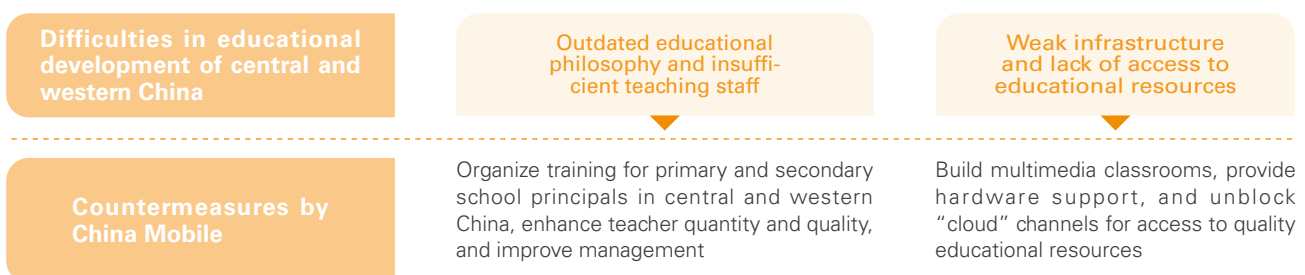 Difficulties in educational
development of central and
western China
Outdated educational
philosophy and insuffi-
cient teaching staff
Weak infrastructure
and lack of access to
educational resources
Countermeasures by
China Mobile
Organize training for primary and secondary
school principals in central and western
China, enhance teacher quantity and quality,
and improve management
Build multimedia classrooms, provide
hardware support, and unblock
“cloud” channels for access to quality
educational resources